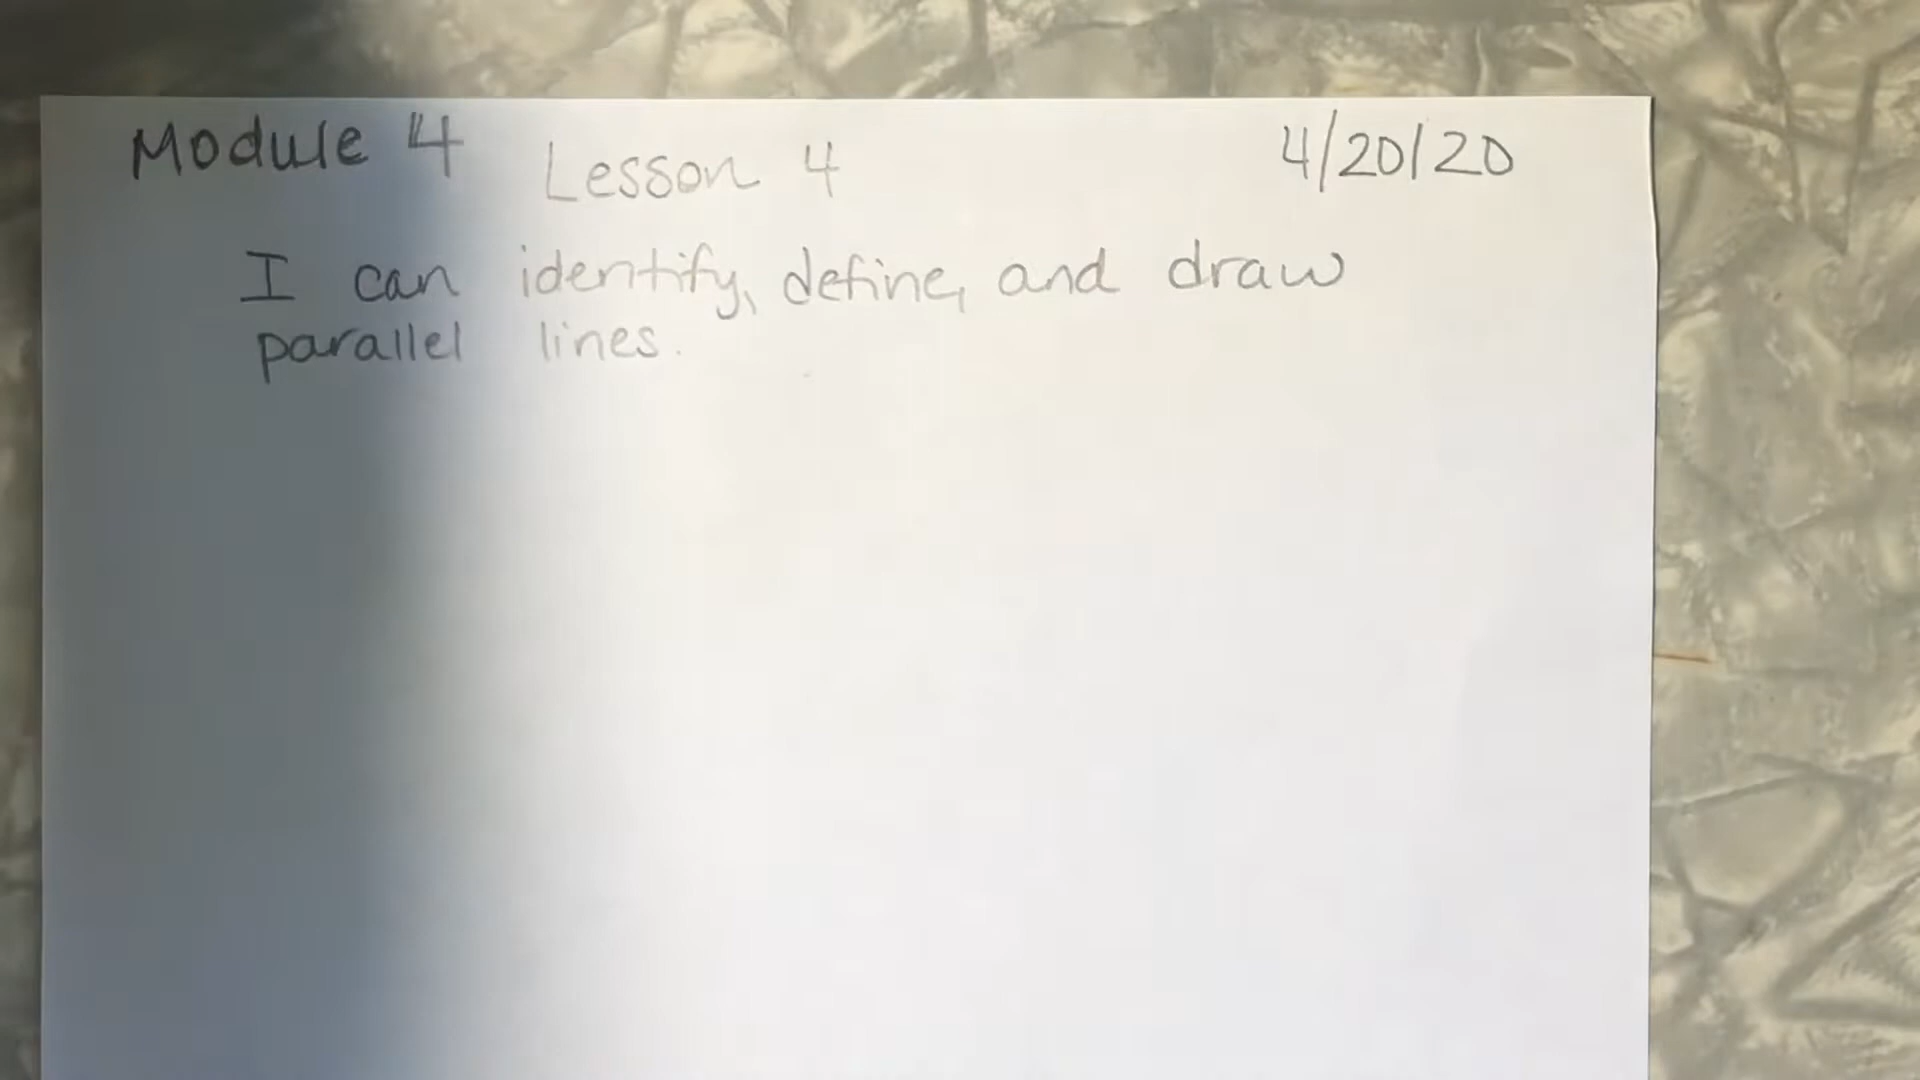 Module 4 Lesson 4 4/20/20
I can identify, define, and draw
parallel lines.